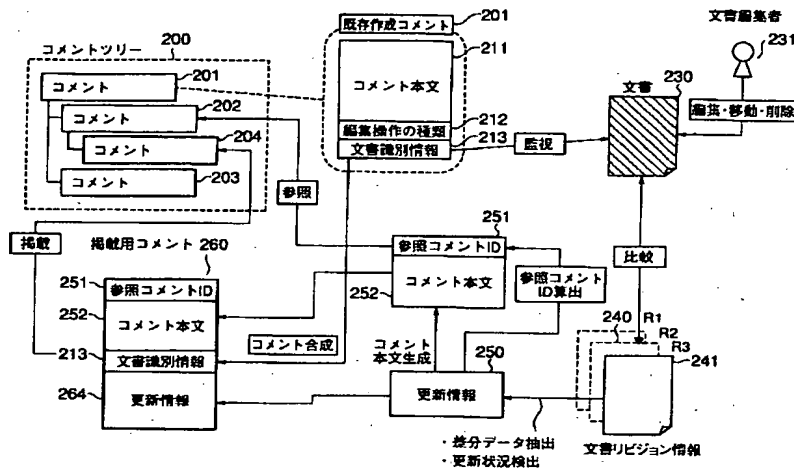 コメントツリー
200
コメント
201
コメント
202
コメント
204
コメント
203
既存作成コメント
201
211
コメント本文
212
編集操作の種類
213
文書識別情報
監視
文書
230
文書編集者
231
編集・移動・削除
参照
掲載
掲載用コメント 260
251
参照コメントID
252
コメント本文
213
文書識別情報
264
更新情報
251
参照コメントID
コメント本文
252
参照コメント
ID算出
比較
コメント合成
コメント
本文生成
250
更新情報
240
R1
R2
R3
241
文書リビジョン情報
・差分データ抽出
・更新状況検出